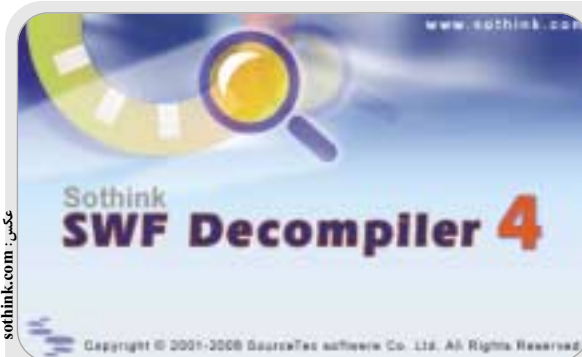 www.sothink.com
Sothink
SWF Decompiler 4
Copyright © 2001-2005 SourceTec software Co. Ltd. All Rights Reserved
عکس: sothink.com